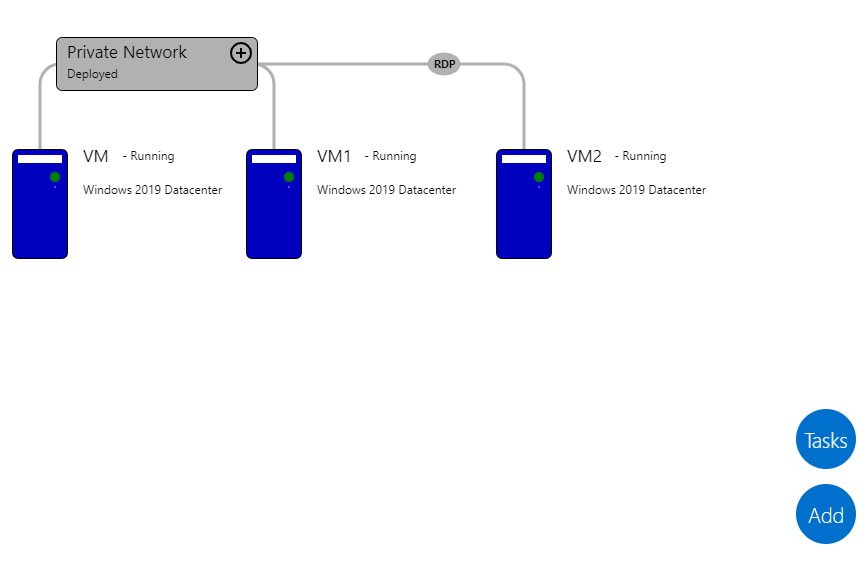 Private Network
Deployed
RDP
VM - Running
Windows 2019 Datacenter
VM1 - Running
Windows 2019 Datacenter
VM2 - Running
Windows 2019 Datacenter
Tasks
Add